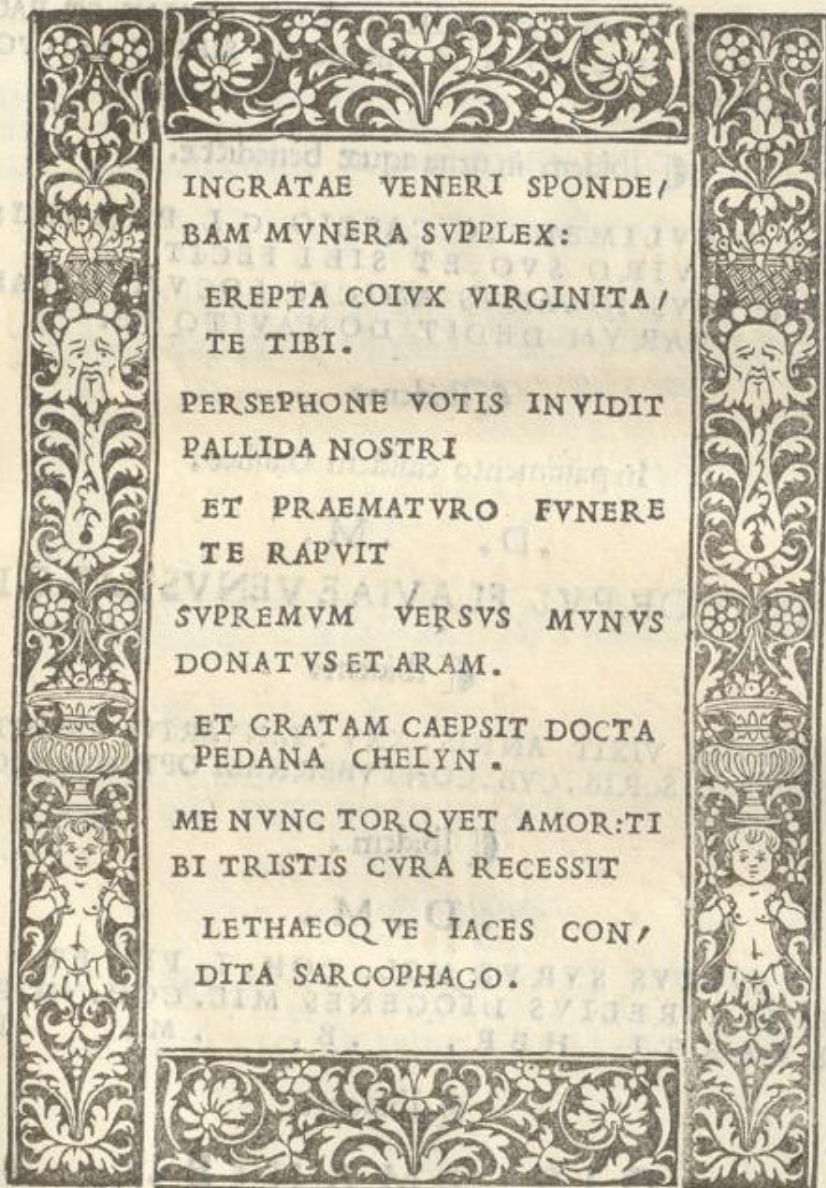 INGRATAE VENERI SPONDE/
BAM MVNERA SVPPLEX:
EREPTA COIVX VIRGINITA/
TE TIBI.
PERSEPHONE VOTIS INVIDIT
PALLIDA NOSTRI
ET PRAEMATVRO FVNERE
TE RAPVIT
SVPREMVM VERSVS MVNVS
DONATVS ET ARAM.
ET GRATAM CAEPSIT DOCTA
PEDANA CHELYN.
ME NVNC TORQVET AMOR:TI
BI TRISTIS CVRA RECESSIT
LETHAEOQVE IACES CON/
DITA SARCOPHAGO.